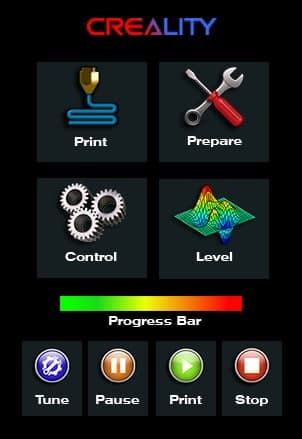 CREALITY
Print
Prepare
Control
Level
Progress Bar
Tune
Pause
Print
Stop